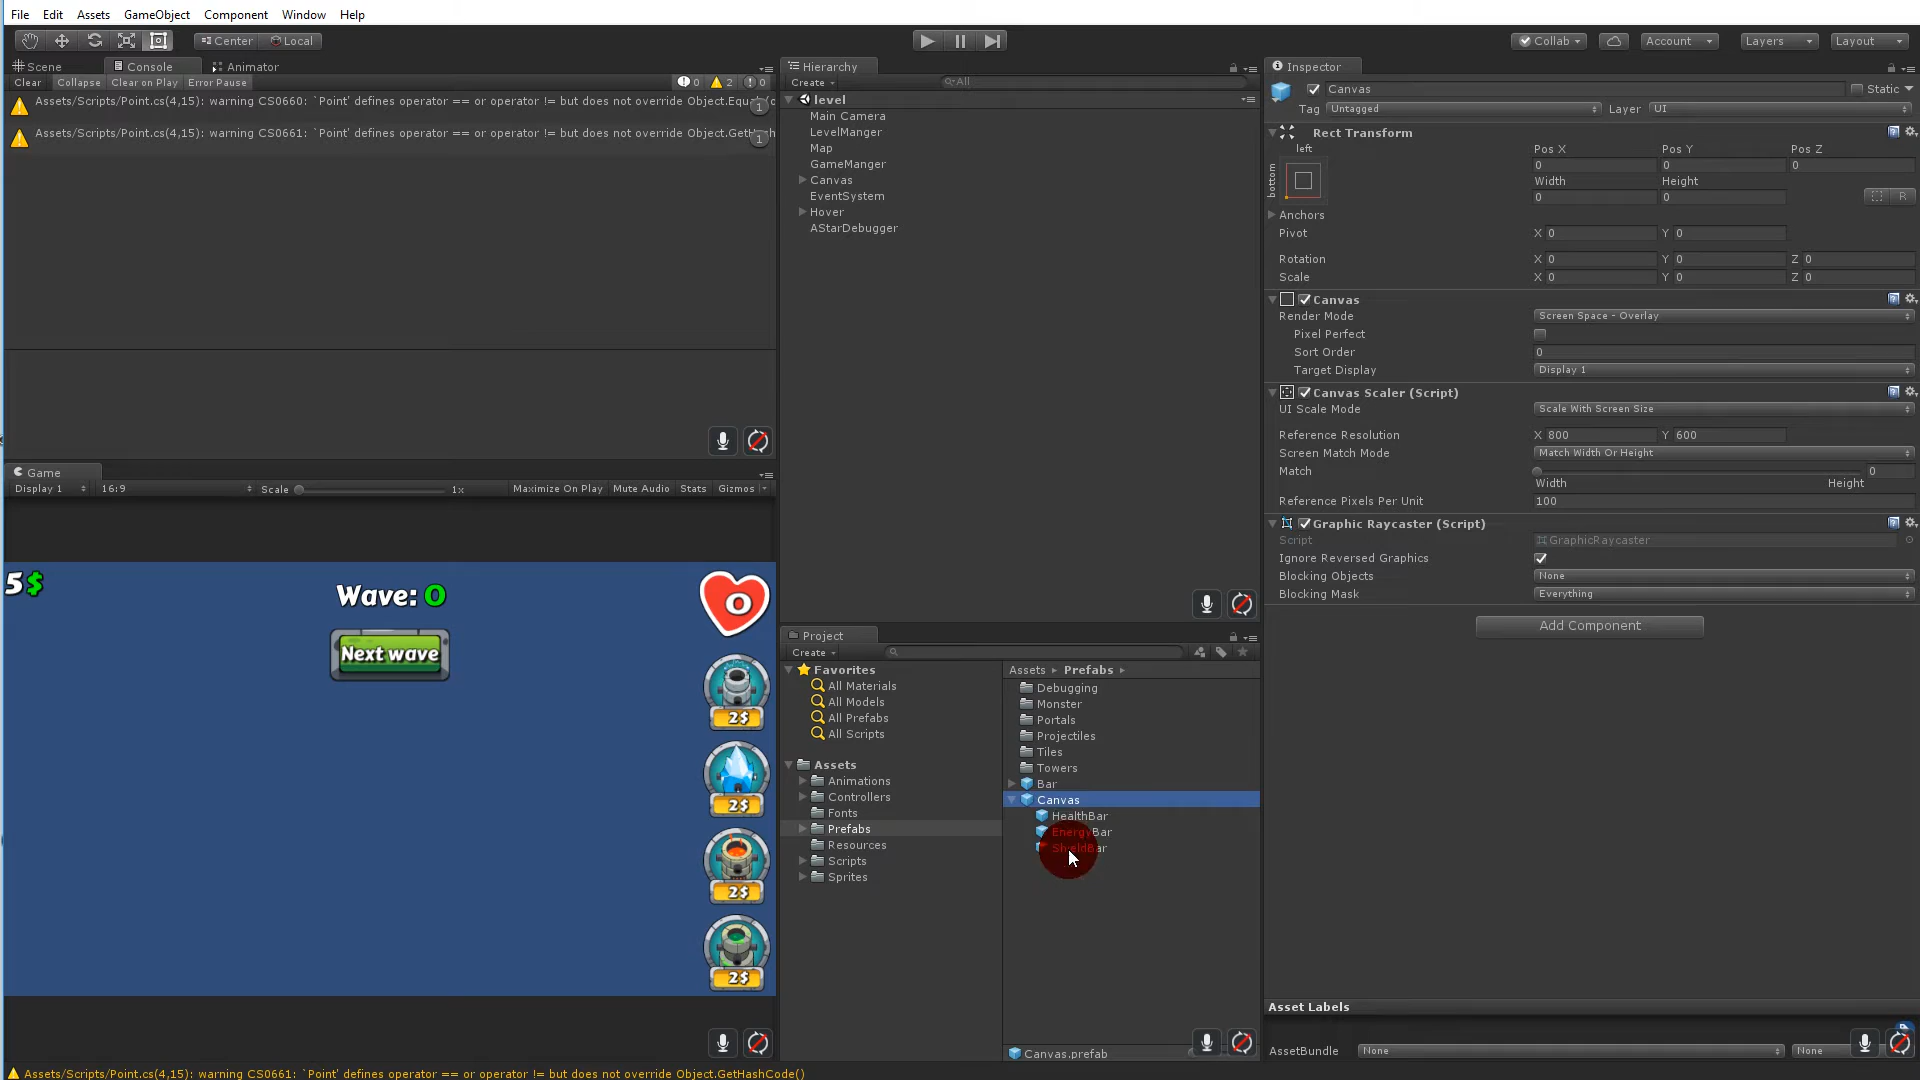 File Edit Assets GameObject Component Window Help
Center Local
Collab Account Layers Layout
Scene Console Animator
Clear Collapse Clear on Play Error Pause
0 2 0
Assets/Scripts/Point.cs(4,15): warning CS0660: `Point' defines operator == or operator != but does not override Object.Equ
1
Assets/Scripts/Point.cs(4,15): warning CS0661: `Point' defines operator == or operator != but does not override Object.GetHash
1
Game
Display 1 16:9 Scale 1x Maximize On Play Mute Audio Stats Gizmos
5$
Wave: 0
0
Next wave
2$
2$
2$
2$
Hierarchy
Create All
level
Main Camera
LevelManger
Map
GameManger
Canvas
EventSystem
Hover
AStarDebugger
Project
Create
Favorites
All Materials
All Models
All Prefabs
All Scripts
Assets
Animations
Controllers
Fonts
Prefabs
Resources
Scripts
Sprites
Assets Prefabs
Debugging
Monster
Portals
Projectiles
Tiles
Towers
Bar
Canvas
HealthBar
EnergyBar
ShieldBar
Canvas.prefab
Inspector
Canvas Static
Tag Untagged Layer UI
Rect Transform
left
bottom
Pos X Pos Y Pos Z
0 0 0
Width Height
0 0
R
Anchors
Pivot X 0 Y 0
Rotation X 0 Y 0 Z 0
Scale X 0 Y 0 Z 0
Canvas
Render Mode Screen Space - Overlay
Pixel Perfect
Sort Order 0
Target Display Display 1
Canvas Scaler (Script)
UI Scale Mode Scale With Screen Size
Reference Resolution X 800 Y 600
Screen Match Mode Match Width Or Height
Match 0
Width Height
Reference Pixels Per Unit 100
Graphic Raycaster (Script)
Script GraphicRaycaster
Ignore Reversed Graphics
Blocking Objects None
Blocking Mask Everything
Add Component
Asset Labels
AssetBundle None None
Assets/Scripts/Point.cs(4,15): warning CS0661: `Point' defines operator == or operator != but does not override Object.GetHashCode()